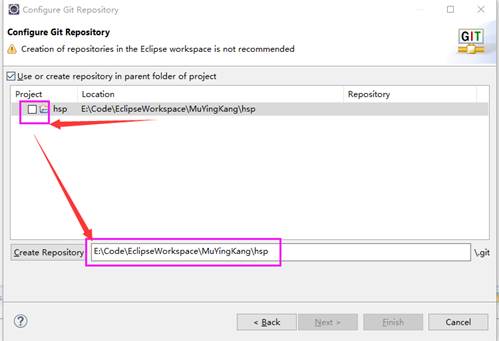 Configure Git Repository
Configure Git Repository
Creation of repositories in the Eclipse workspace is not recommended
GIT
Use or create repository in parent folder of project
Project Location Repository
hsp E:\Code\EclipseWorkspace\MuYingKang\hsp
Create Repository E:\Code\EclipseWorkspace\MuYingKang\hsp \.git
?
< Back Next > Finish Cancel